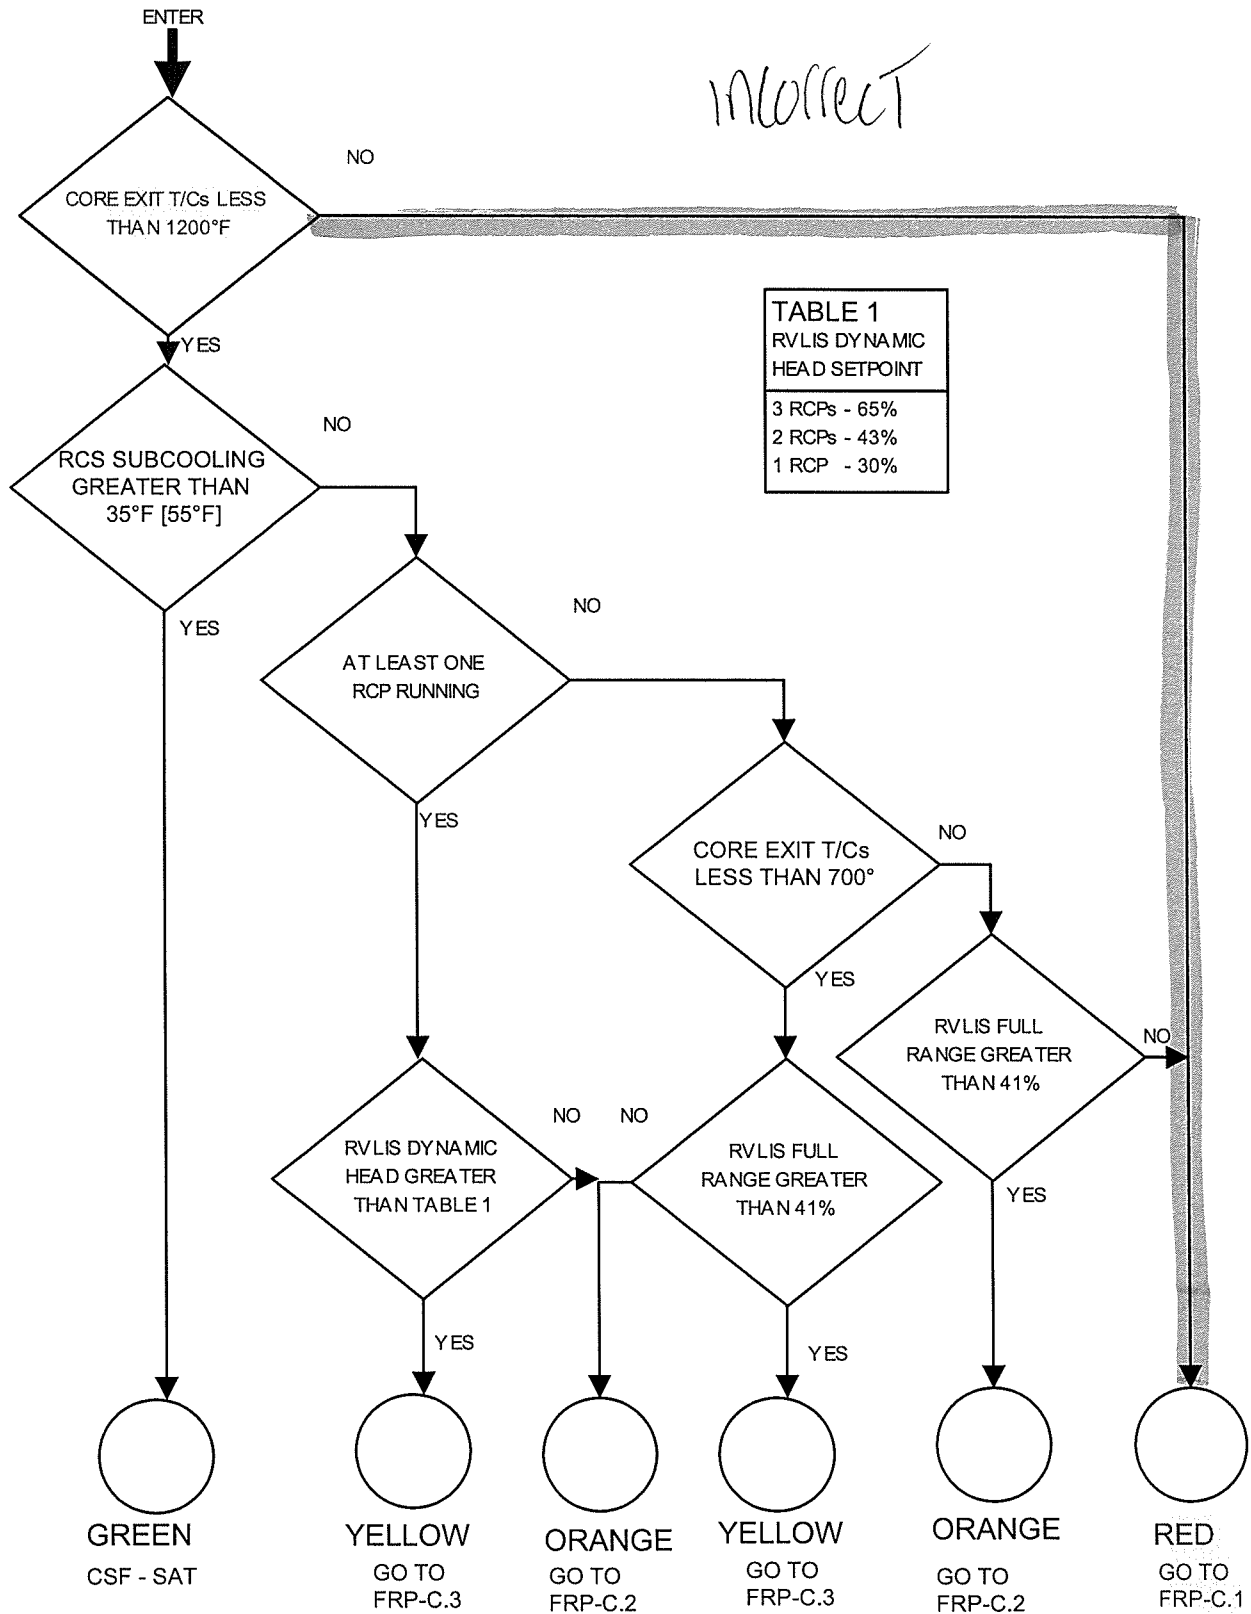 ENTER
incorrect
NO
CORE EXIT T/Cs LESS
THAN 1200°F
YES
TABLE 1
RVLIS DYNAMIC
HEAD SETPOINT
3 RCPs - 65%
2 RCPs - 43%
1 RCP - 30%
NO
RCS SUBCOOLING
GREATER THAN
35°F [55°F]
YES
NO
AT LEAST ONE
RCP RUNNING
YES
NO
CORE EXIT T/Cs
LESS THAN 700°
YES
RVLIS FULL
RANGE GREATER
THAN 41%
NO
YES
NO
NO
RVLIS DYNAMIC
HEAD GREATER
THAN TABLE 1
YES
RVLIS FULL
RANGE GREATER
THAN 41%
YES
GREEN
CSF - SAT
YELLOW
GO TO
FRP-C.3
ORANGE
GO TO
FRP-C.2
YELLOW
GO TO
FRP-C.3
ORANGE
GO TO
FRP-C.2
RED
GO TO
FRP-C.1